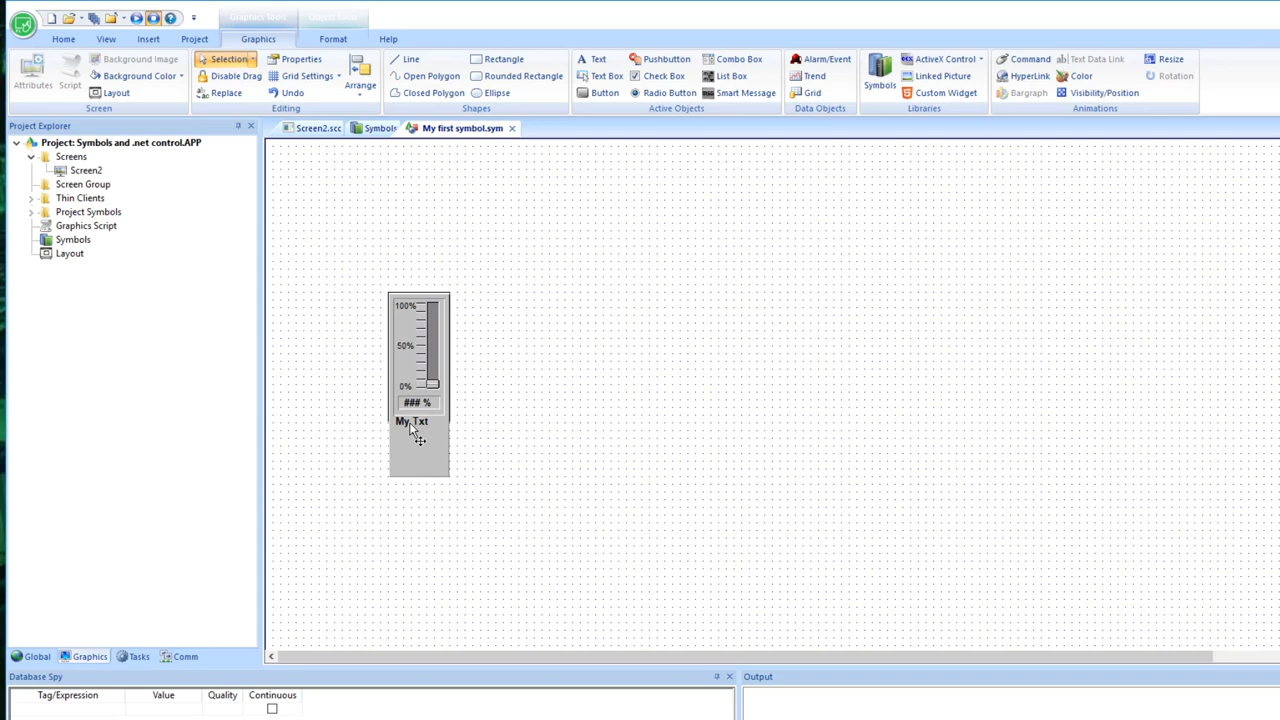 Graphics Tools Object Tools
Home View Insert Project Graphics Format Help
Attributes Script Background Image Background Color Layout Screen
Selection Properties Disable Drag Grid Settings Replace Undo Arrange Editing
Line Rectangle Open Polygon Rounded Rectangle Closed Polygon Ellipse Shapes
Text Pushbutton Combo Box Text Box Check Box List Box Button Radio Button Smart Message Active Objects
Alarm/Event Trend Grid Data Objects
Symbols ActiveX Control Linked Picture Custom Widget Libraries
Command Text Data Link Resize HyperLink Color Rotation Bargraph Visibility/Position Animations
Project Explorer
Screen2.scc Symbols My first symbol.sym
Project: Symbols and .net control.APP
Screens
Screen2
Screen Group
Thin Clients
Project Symbols
Graphics Script
Symbols
Layout
100%
50%
0%
### %
My Txt
Global Graphics Tasks Comm
Database Spy Output
Tag/Expression Value Quality Continuous